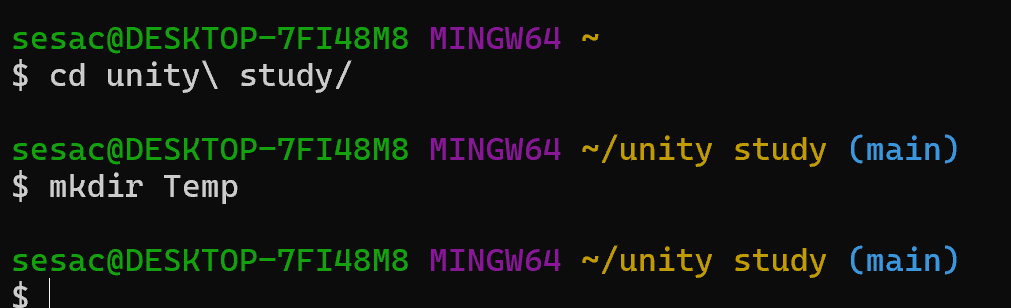 sesac@DESKTOP-7FI48M8 MINGW64 ~
$ cd unity\ study/
sesac@DESKTOP-7FI48M8 MINGW64 ~/unity study (main)
$ mkdir Temp
sesac@DESKTOP-7FI48M8 MINGW64 ~/unity study (main)
$